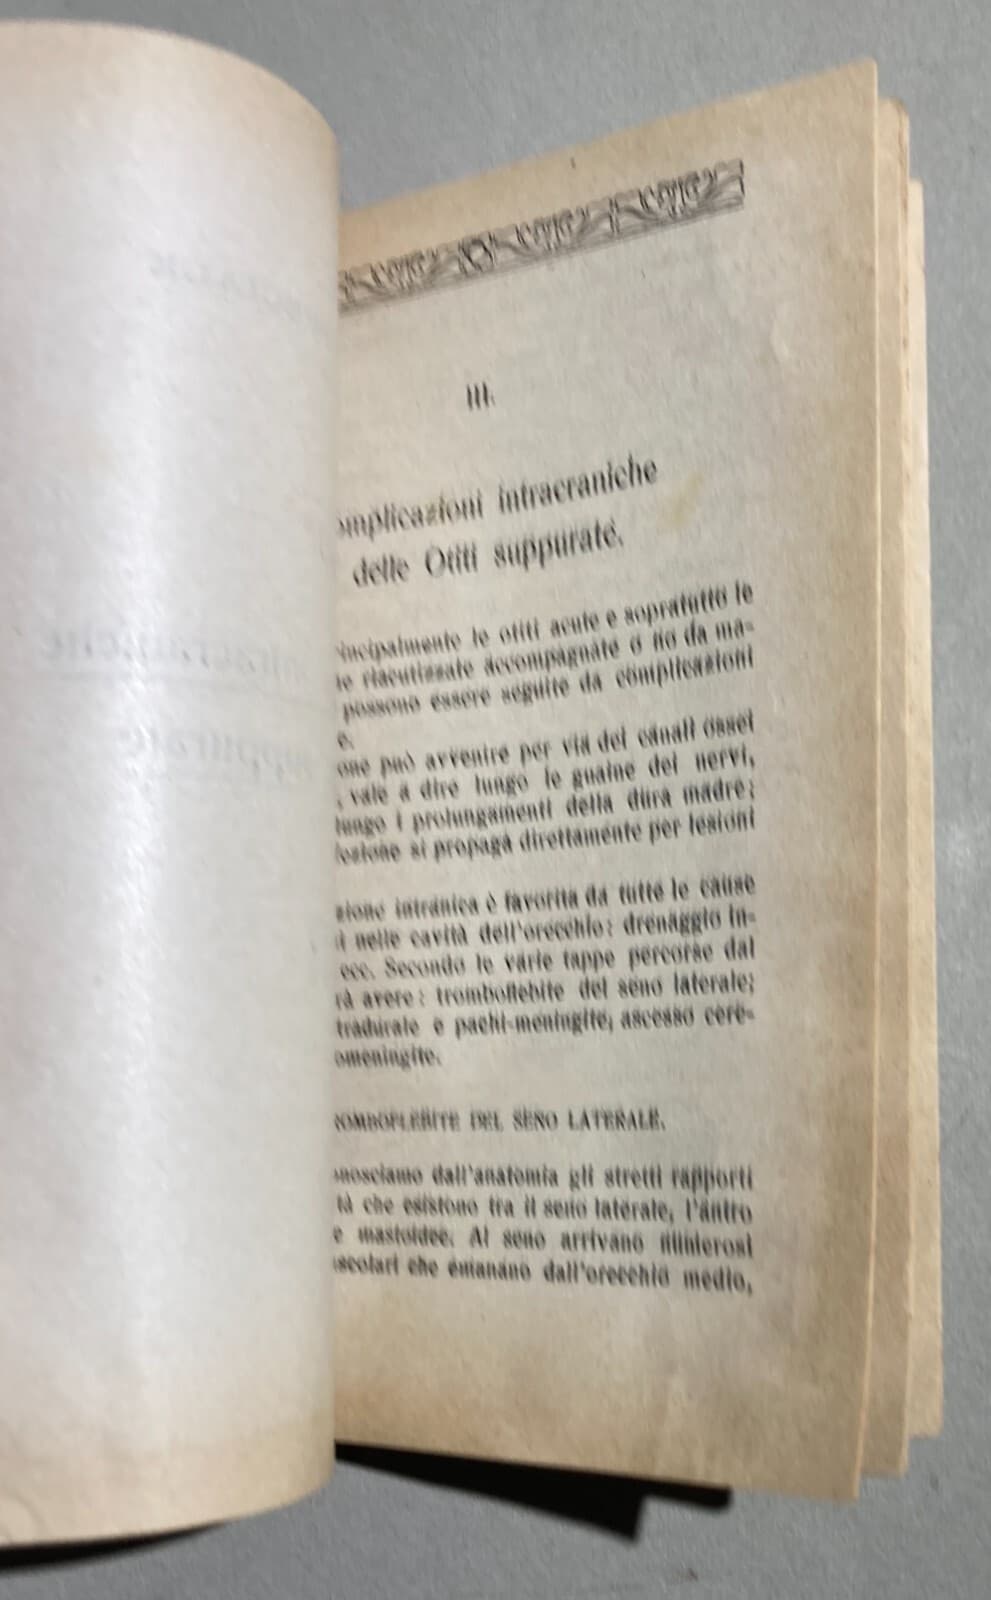 III.
omplicazioni intracraniche
delle Otiti suppurate.
incipalmente le otiti acute e sopratutto le
ie riacutizzate accompagnate o no da ma-
possono essere seguite da complicazioni
e.
one può avvenire per via dei canali ossei
, vale a dire lungo le guaine dei nervi,
lungo i prolungamenti della dura madre;
fezione si propaga direttamente per lesioni
zione intránica è favorita da tutte le cause
i nelle cavità dell'orecchio: drenaggio in-
ecc. Secondo le varie tappe percorse dal
rà avere: tromboflebite del seno laterale;
tradurale e pachi-meningite, ascesso cere-
omeningite.
ROMBOFLEBITE DEL SENO LATERALE.
onosciamo dall'anatomia gli stretti rapporti
tà che esistono tra il seno laterale, l'antro
e mastoidee. Al seno arrivano numerosi
ascolari che emanano dall'orecchio medio,